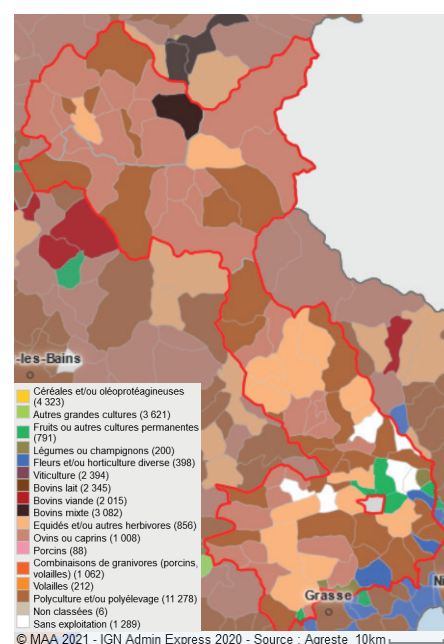 -les-Bains
Céréales et/ou oléoprotéagineuses
(4 323)
Autres grandes cultures (3 621)
Fruits ou autres cultures permanentes
(791)
Légumes ou champignons (200)
Fleurs et/ou horticulture diverse (398)
Viticulture (2 394)
Bovins lait (2 345)
Bovins viande (2 015)
Bovins mixte (3 082)
Equidés et/ou autres herbivores (856)
Ovins ou caprins (1 008)
Porcins (88)
Combinaisons de granivores (porcins,
volailles) (1 062)
Volailles (212)
Polyculture et/ou polyélevage (11 278)
Non classées (6)
Sans exploitation (1 289)
Grasse
Ni
© MAA 2021 - IGN Admin Express 2020 - Source : Agreste 10km